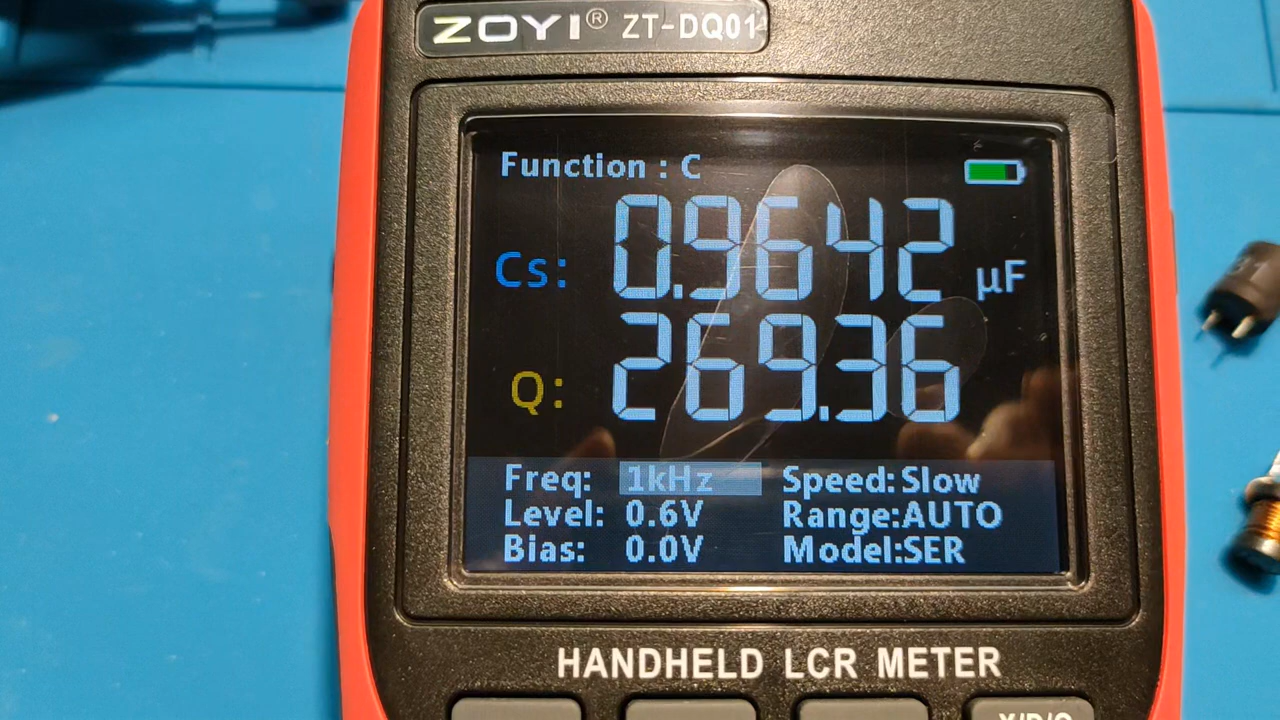 ZOYI® ZT-DQ01
Function : C
Cs: 0.9642 µF
Q: 269.36
Freq: 1kHz Speed: Slow
Level: 0.6V Range:AUTO
Bias: 0.0V Model:SER
HANDHELD LCR METER
X/D/Q